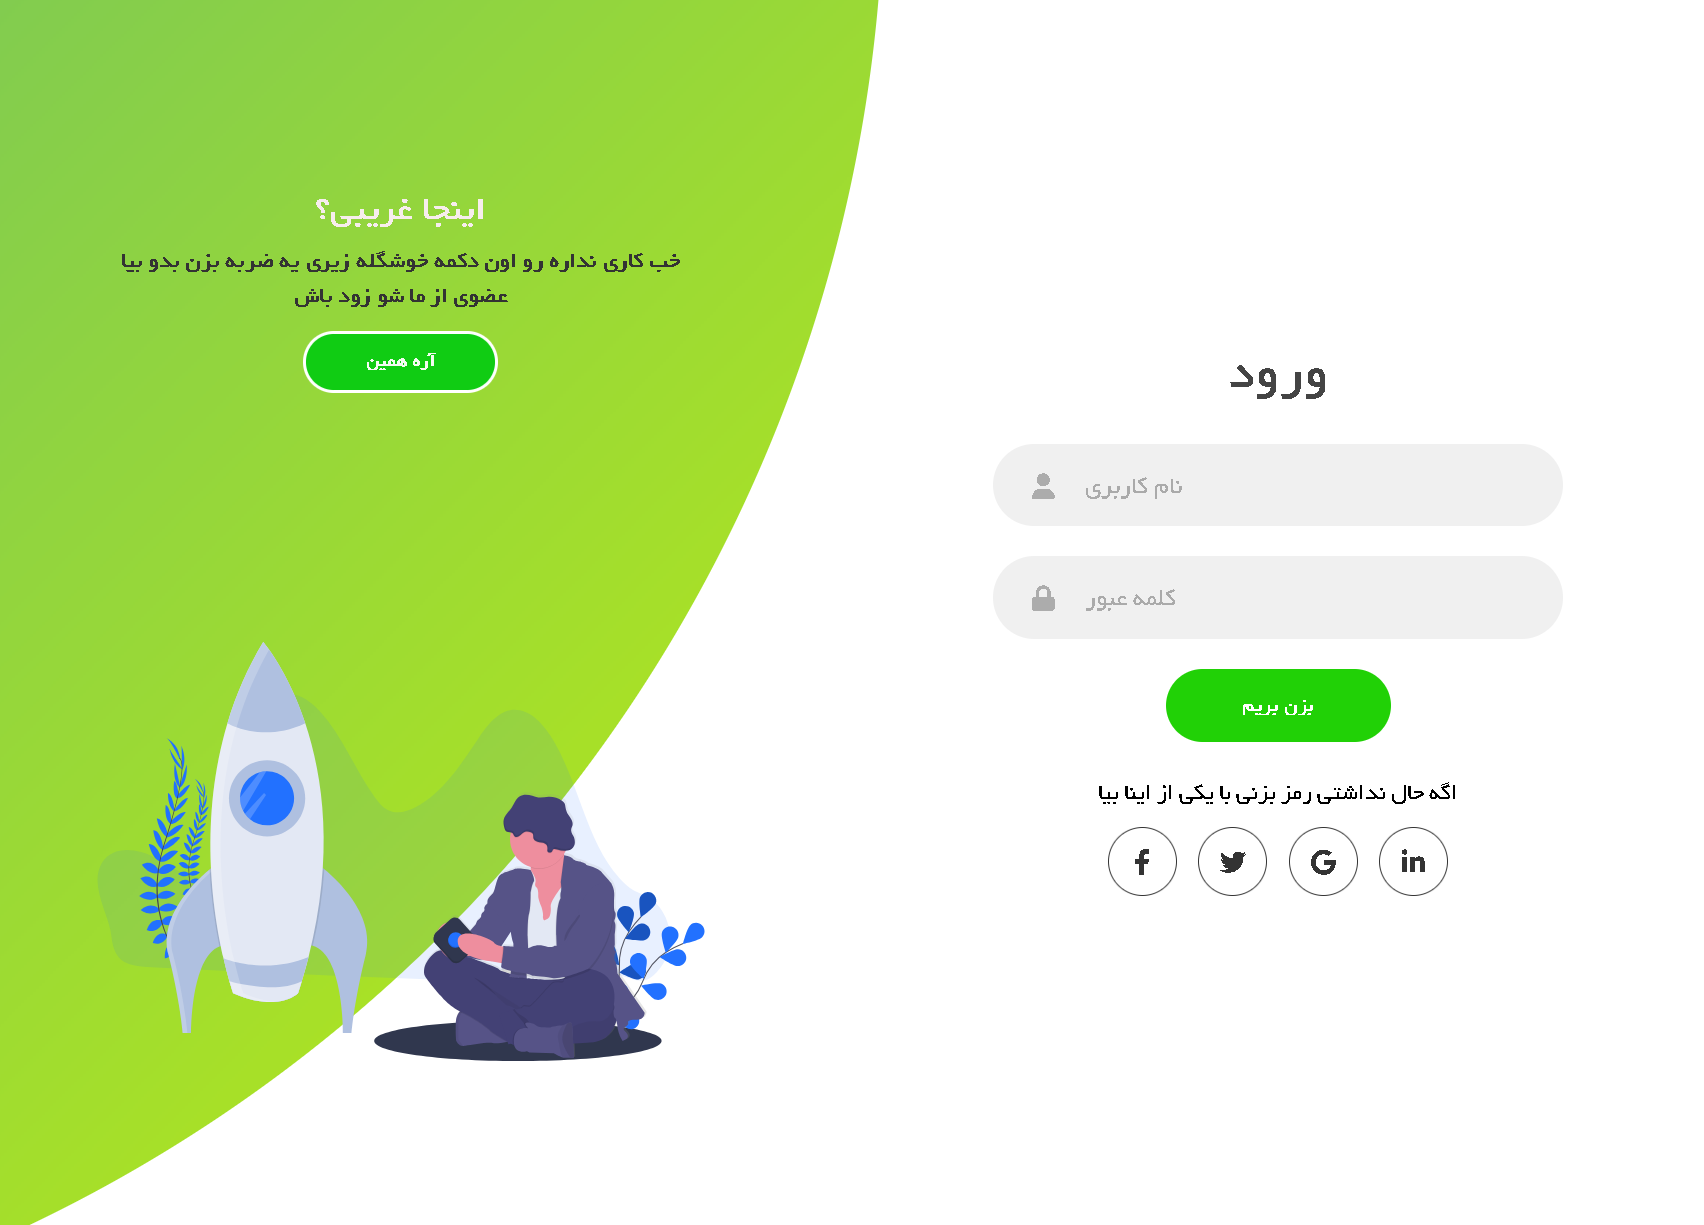 اینجا غریبی؟
خب کاری نداره رو اون دکمه خوشگله زیری یه ضربه بزن بدو بیا
عضوی از ما شو زود باش
آره همین
ورود
نام کاربری
کلمه عبور
بزن بریم
اگه حال نداشتی رمز بزنی با یکی از اینا بیا